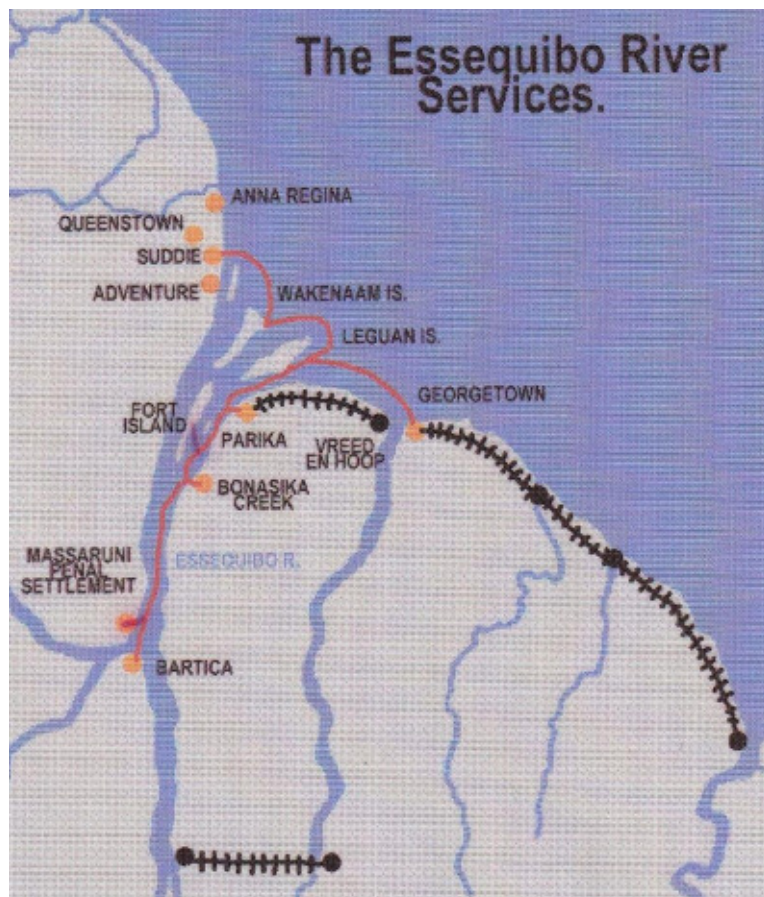 The Essequibo River
Services.
ANNA REGINA
QUEENSTOWN
SUDDIE
ADVENTURE
WAKENAAM IS.
LEGUAN IS.
GEORGETOWN
FORT
ISLAND
PARIKA
VREED
EN HOOP
BONASIKA
CREEK
MASSARUNI
PENAL
SETTLEMENT
ESSEQUIBO R.
BARTICA